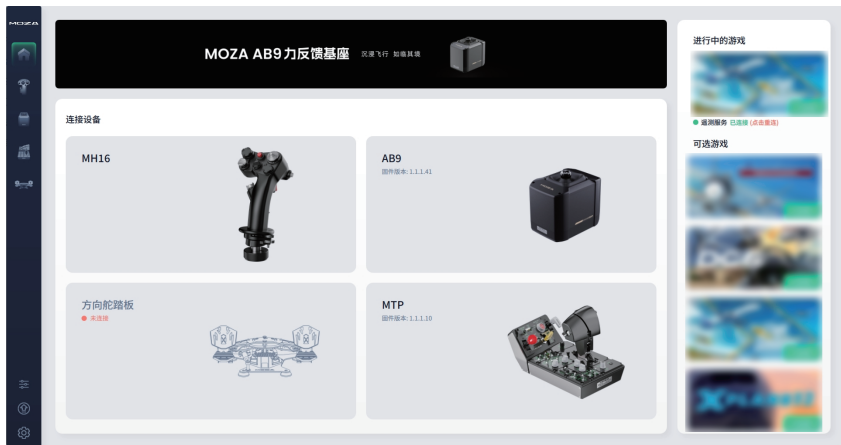 MOZA
MOZA AB9力反馈基座 沉浸飞行 如临其境
连接设备
MH16
AB9
固件版本: 1.1.1.41
方向舵踏板
未连接
MTP
固件版本: 1.1.1.10
进行中的游戏
遥测服务 已连接 (点击重连)
可选游戏